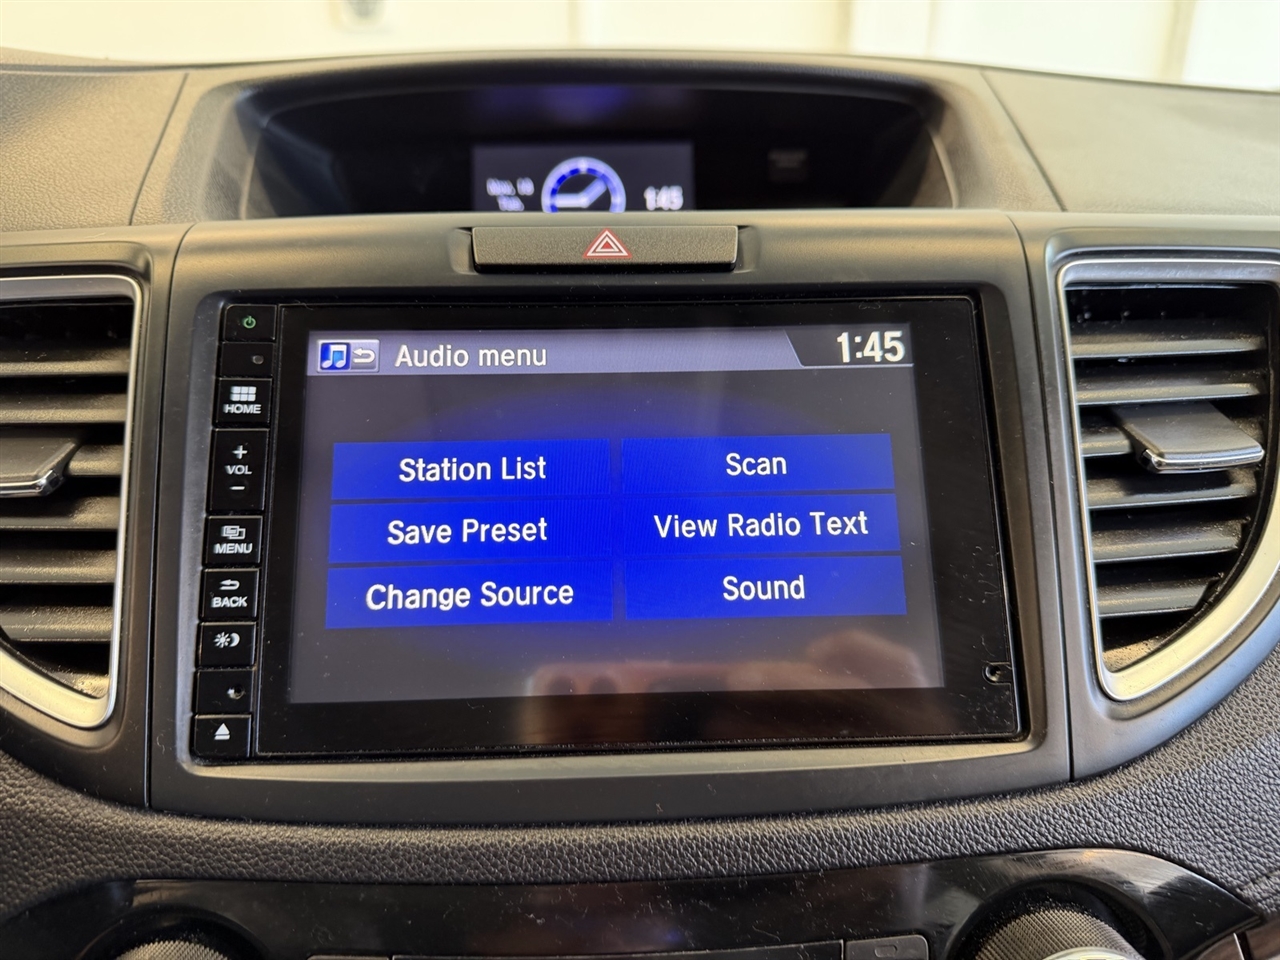 1:45
Audio menu
1:45
HOME
Station List
Scan
+
VOL
-
Save Preset
View Radio Text
MENU
Change Source
Sound
BACK